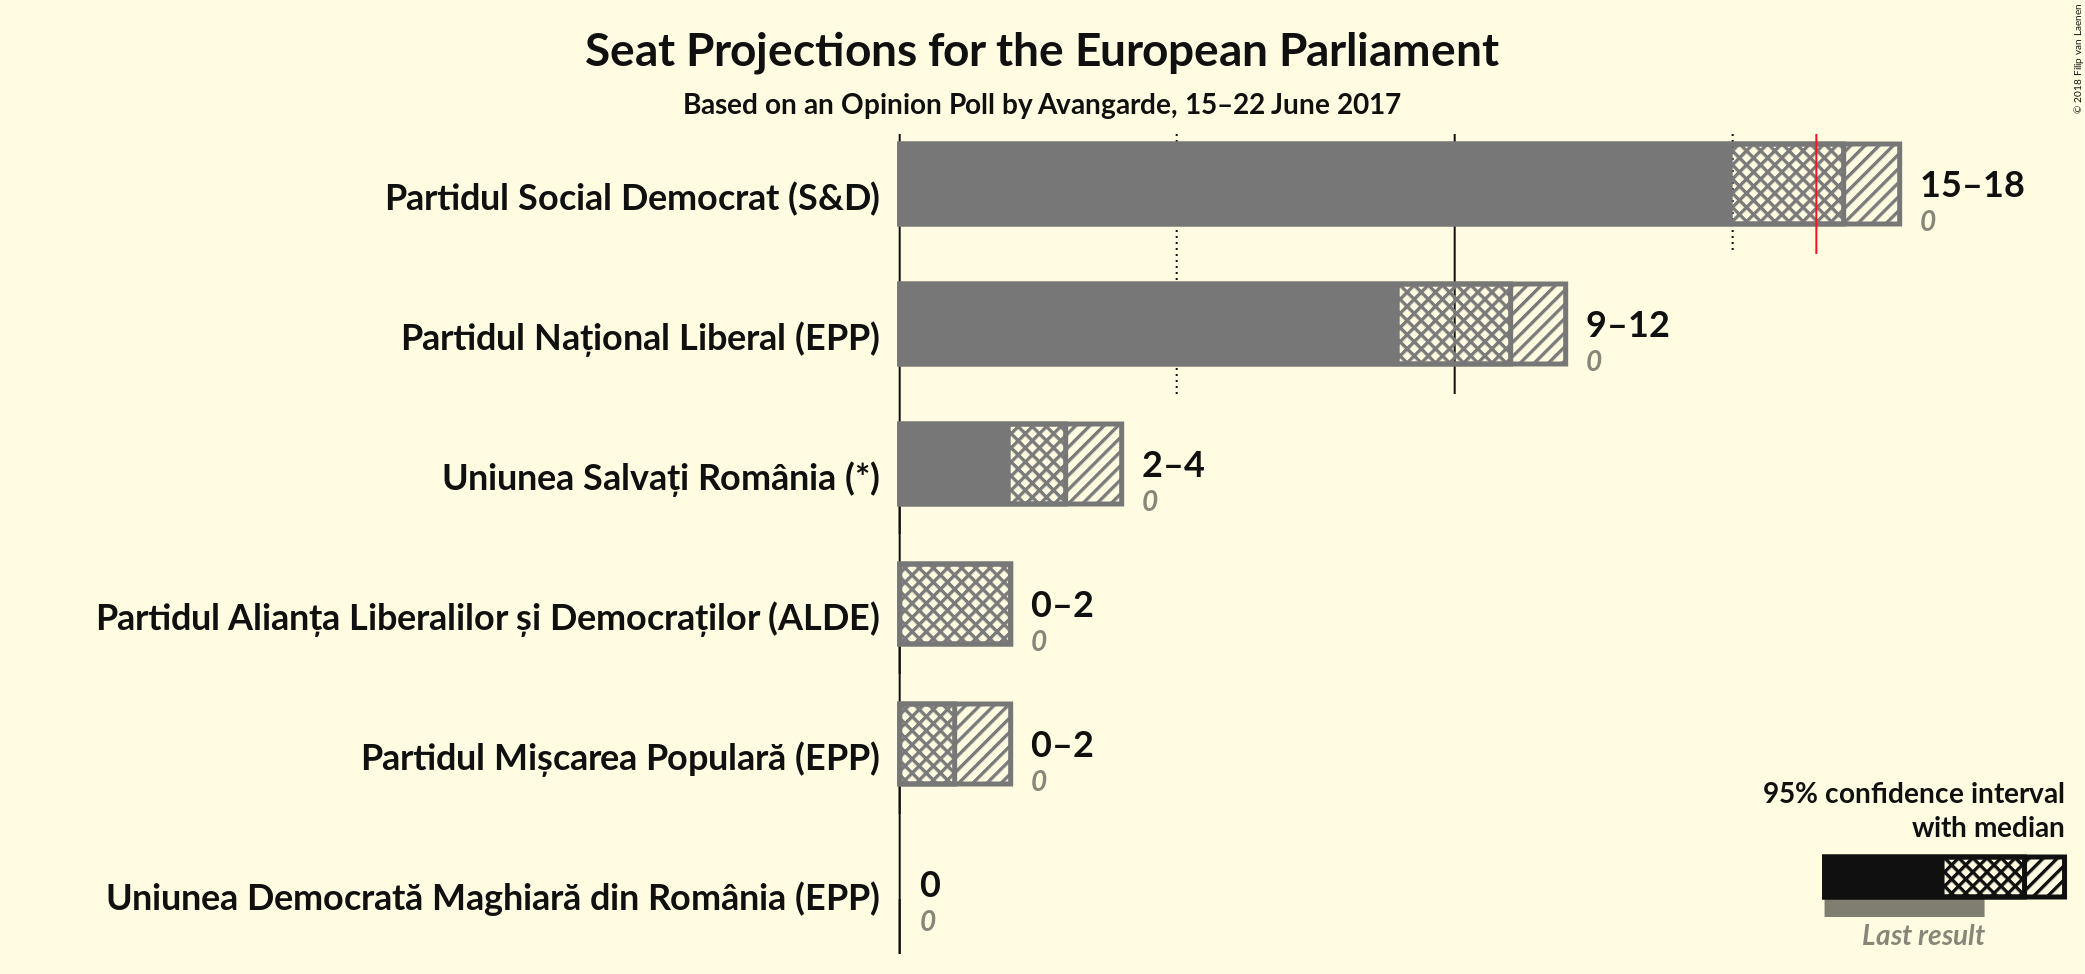 Seat Projections for the European Parliament
Based on an Opinion Poll by Avangarde, 15–22 June 2017
© 2018 Filip van Laenen
Partidul Social Democrat (S&D)
15–18
0
Partidul Național Liberal (EPP)
9–12
0
Uniunea Salvați România (*)
2–4
0
Partidul Alianța Liberalilor și Democraților (ALDE)
0–2
0
Partidul Mișcarea Populară (EPP)
0–2
0
Uniunea Democrată Maghiară din România (EPP)
0
0
95% confidence interval
with median
Last result